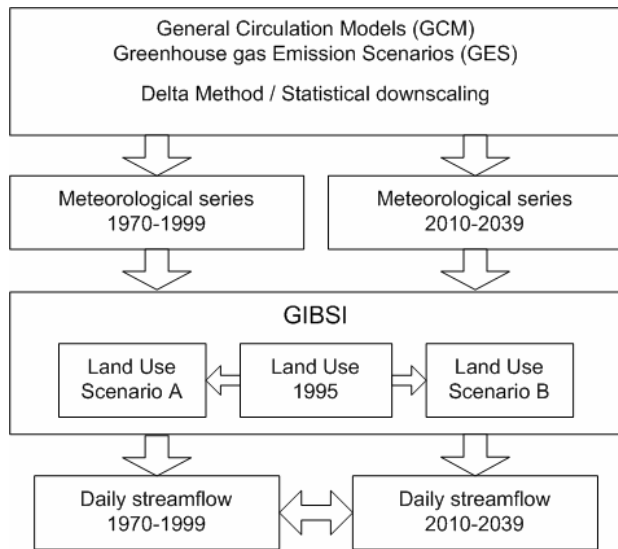 General Circulation Models (GCM)
Greenhouse gas Emission Scenarios (GES)
Delta Method / Statistical downscaling
Meteorological series
1970-1999
Meteorological series
2010-2039
GIBSI
Land Use
Scenario A
Land Use
1995
Land Use
Scenario B
Daily streamflow
1970-1999
Daily streamflow
2010-2039